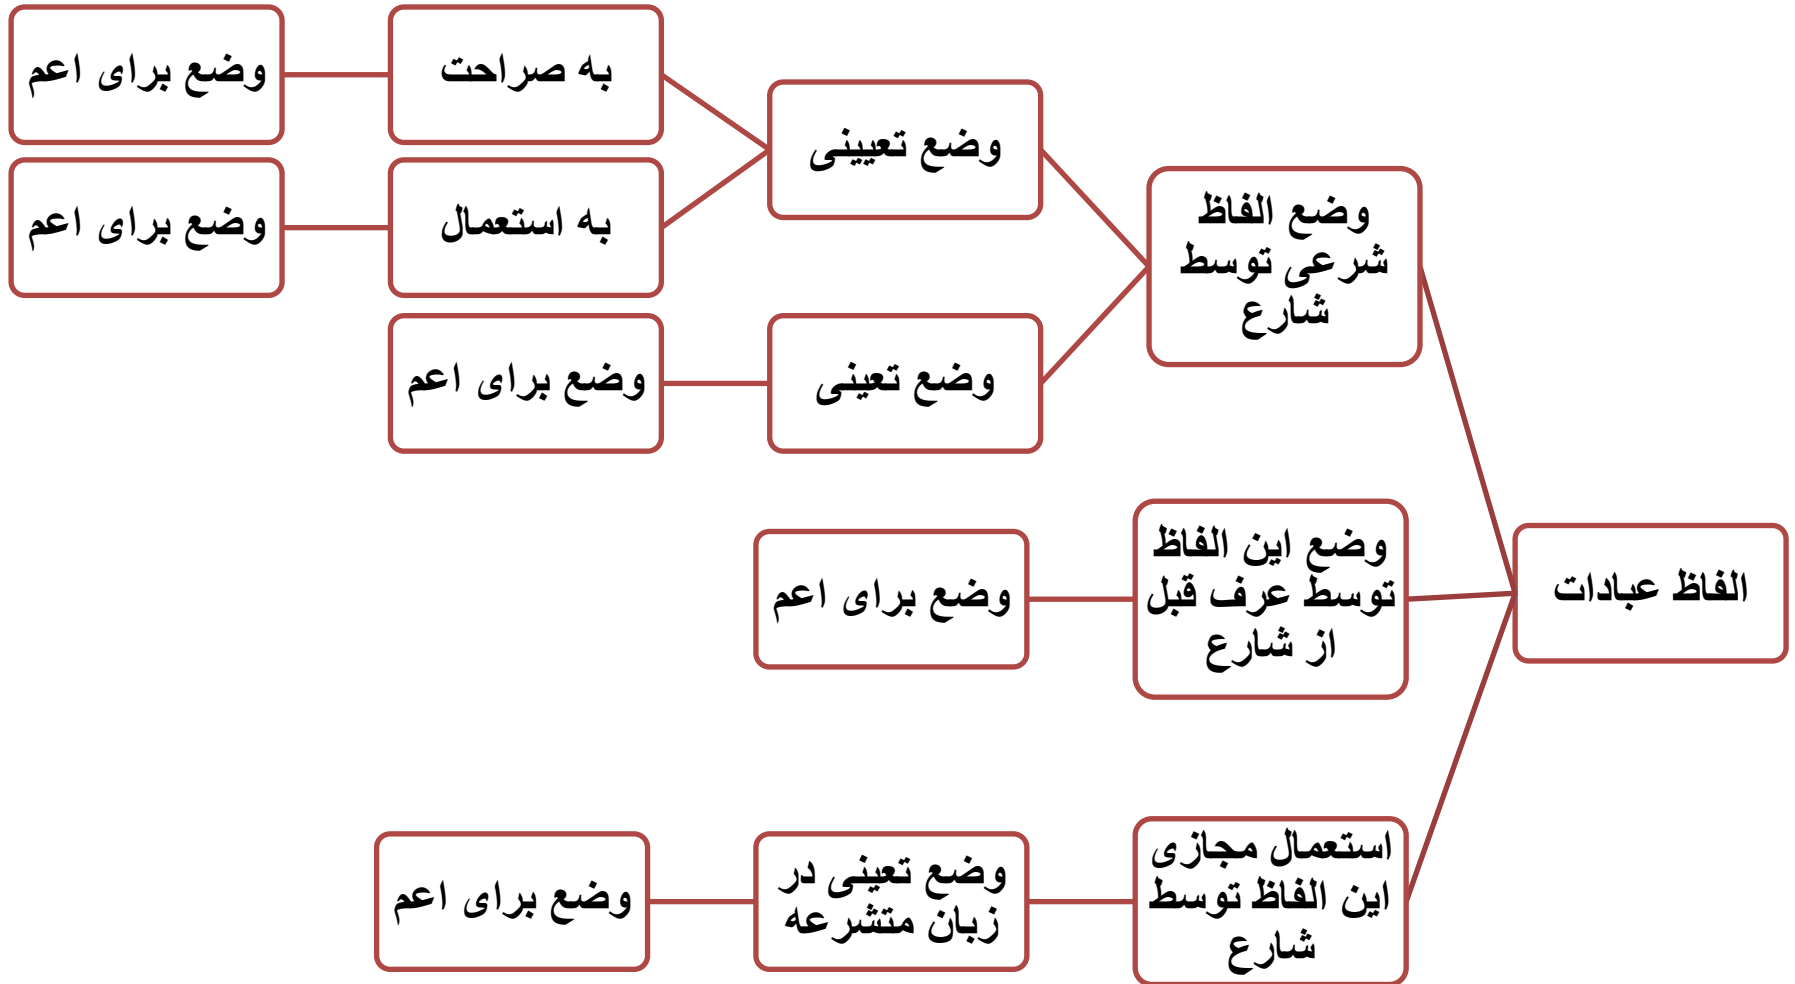 الفاظ عبادات
وضع الفاظ
شرعی توسط
شارع
وضع تعیینی
به صراحت
وضع برای اعم
به استعمال
وضع برای اعم
وضع تعینی
وضع برای اعم
وضع این الفاظ
توسط عرف قبل
از شارع
وضع برای اعم
استعمال مجازی
این الفاظ توسط
شارع
وضع تعینی در
زبان متشرعه
وضع برای اعم